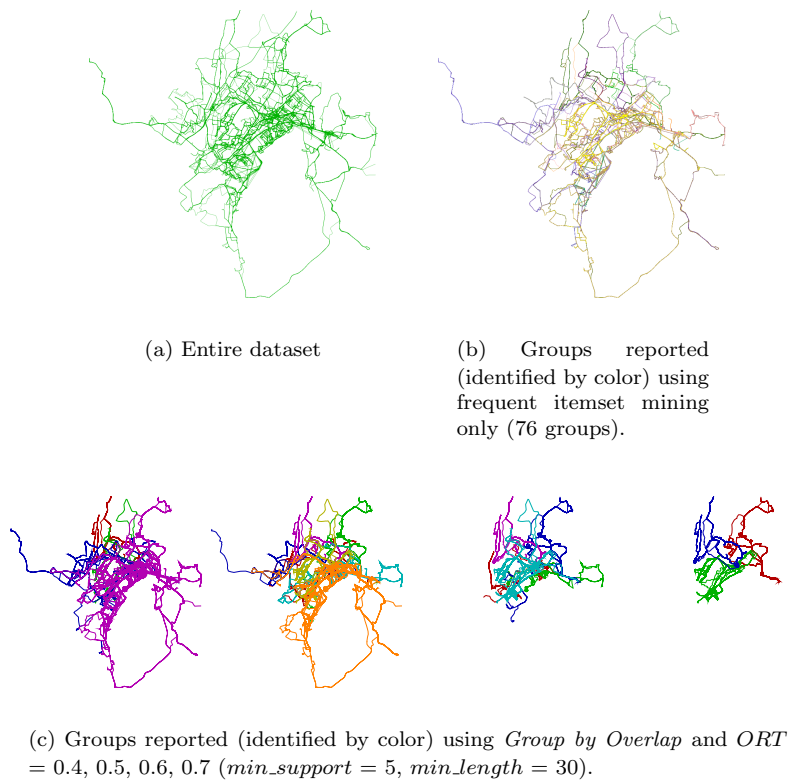 (a) Entire dataset
(b) Groups reported
(identified by color) using
frequent itemset mining
only (76 groups).
(c) Groups reported (identified by color) using Group by Overlap and ORT
= 0.4, 0.5, 0.6, 0.7 (min_support = 5, min_length = 30).